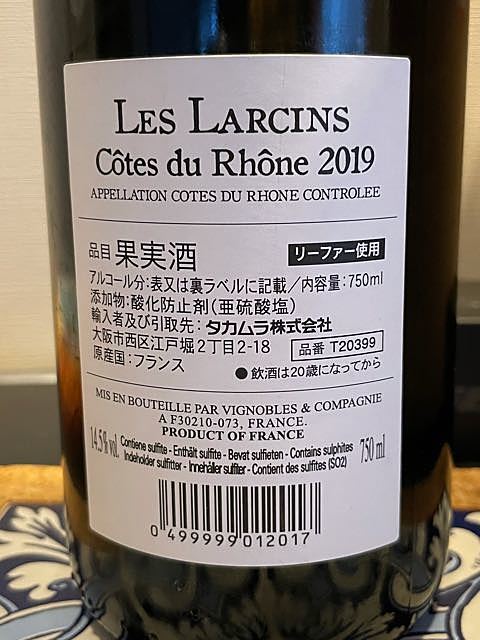 LES LARCINS
Côtes du Rhône 2019
APPELLATION COTES DU RHONE CONTROLEE
品目 果実酒 リーファー使用
アルコール分:表又は裏ラベルに記載/内容量:750ml
添加物:酸化防止剤(亜硫酸塩)
輸入者及び引取先:タカムラ株式会社
大阪市西区江戸堀2丁目2-18 品番 T20399
原産国:フランス ●飲酒は20歳になってから
MIS EN BOUTEILLE PAR VIGNOBLES & COMPAGNIE
A F30210-073, FRANCE.
PRODUCT OF FRANCE
14.5% vol. Contiene sulfite - Enthält sulfite - Bevat sulfieten - Contains sulphites 750 ml
Indeholder sulfitter - Innehåller sulfiter - Contient des sulfites (SO2)
0 499999 012017